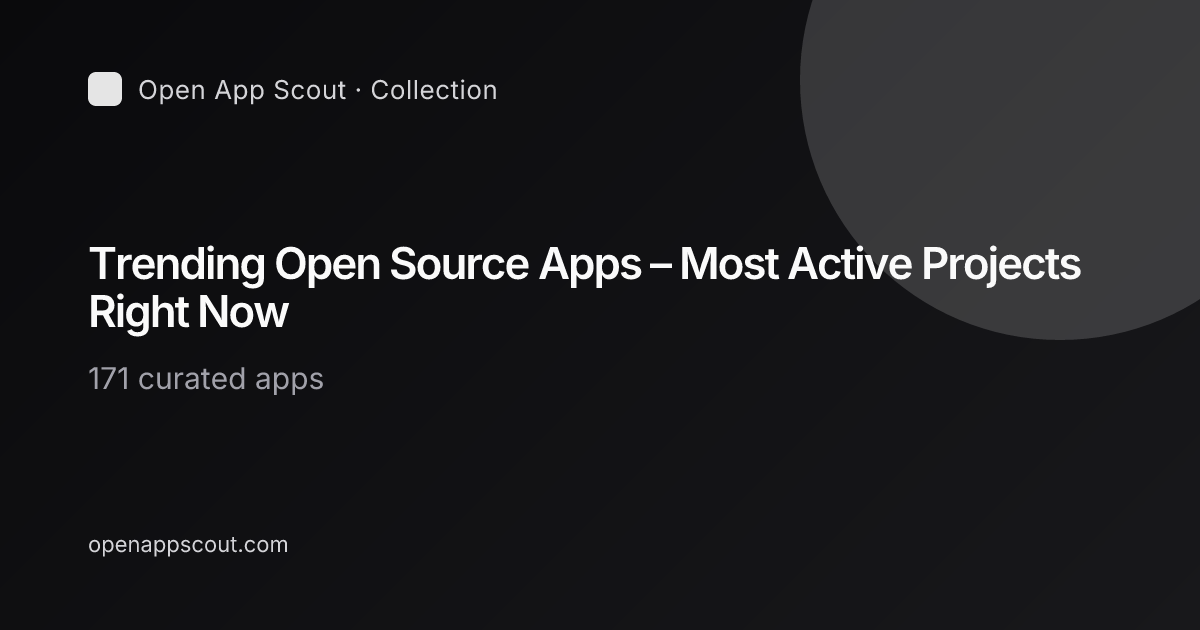 Open App Scout · Collection
Trending Open Source Apps – Most Active Projects
Right Now
171 curated apps
openappscout.com